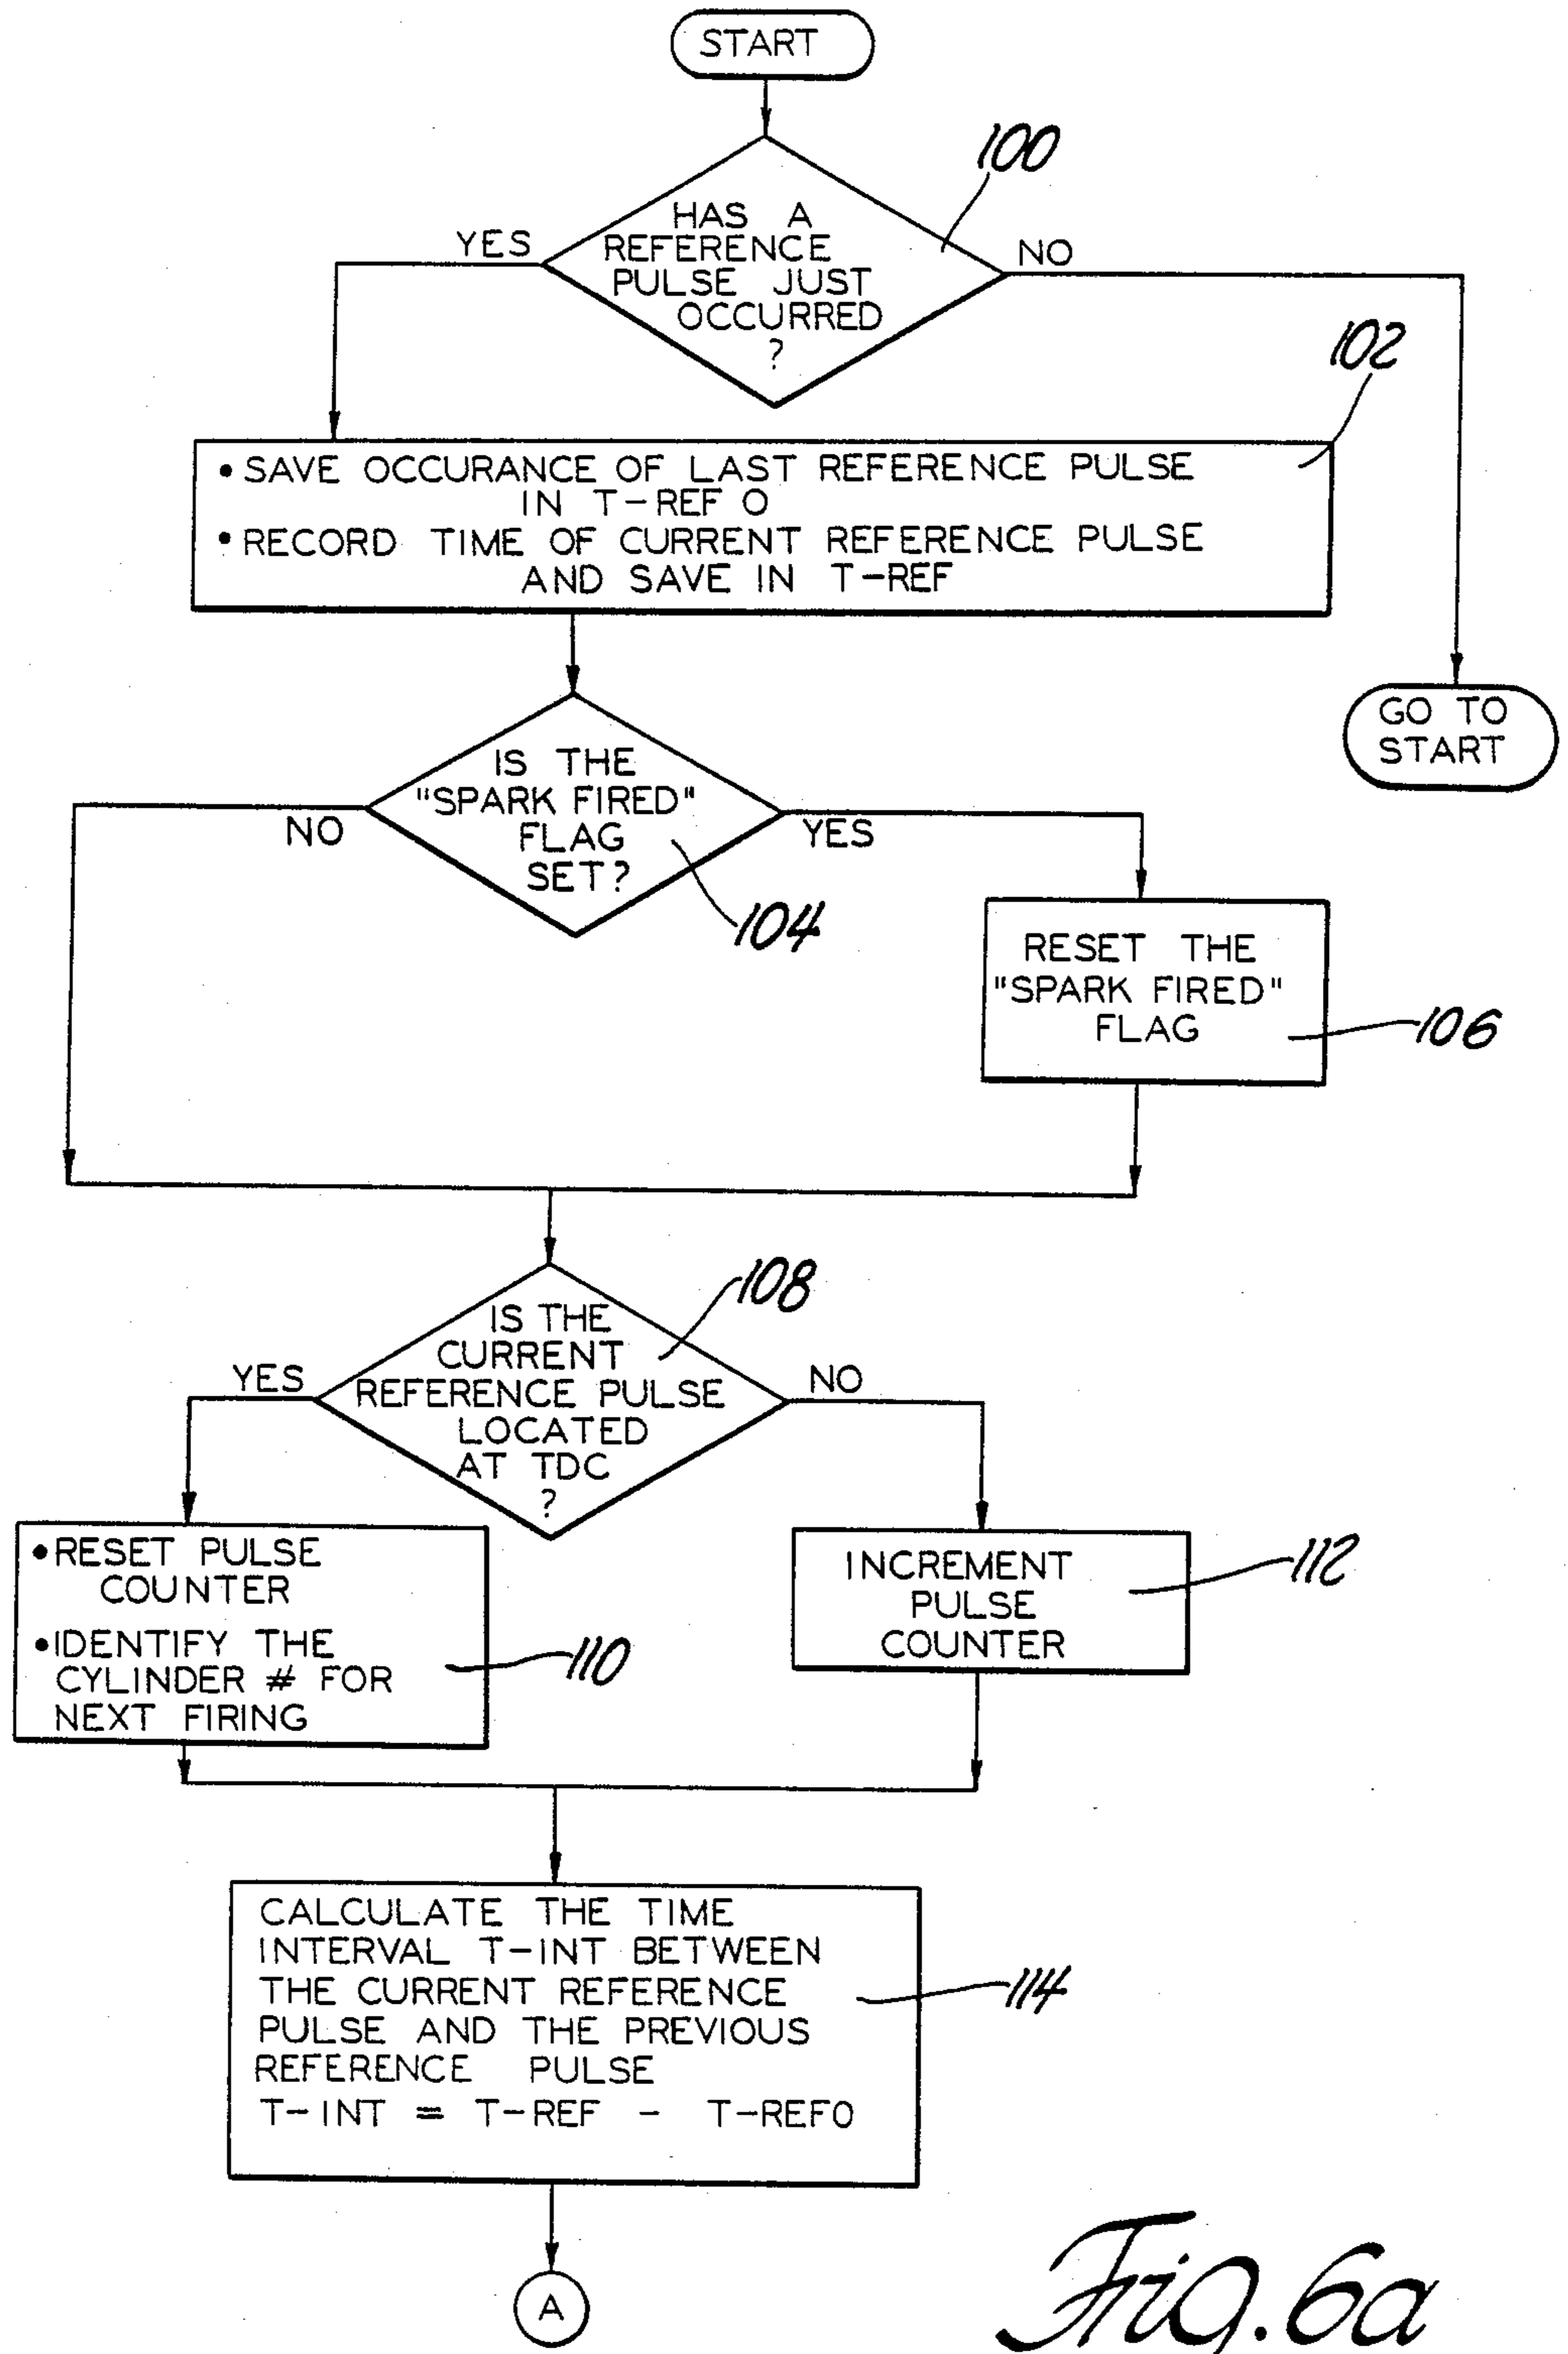 START
100
HAS A
REFERENCE
PULSE JUST
OCCURRED
?
YES
NO
102
• SAVE OCCURANCE OF LAST REFERENCE PULSE
IN T-REF 0
• RECORD TIME OF CURRENT REFERENCE PULSE
AND SAVE IN T-REF
GO TO
START
IS THE
"SPARK FIRED"
FLAG
SET?
NO
YES
104
RESET THE
"SPARK FIRED"
FLAG
106
108
IS THE
CURRENT
REFERENCE PULSE
LOCATED
AT TDC
?
YES
NO
• RESET PULSE
COUNTER
• IDENTIFY THE
CYLINDER # FOR
NEXT FIRING
110
INCREMENT
PULSE
COUNTER
112
CALCULATE THE TIME
INTERVAL T-INT BETWEEN
THE CURRENT REFERENCE
PULSE AND THE PREVIOUS
REFERENCE PULSE
T-INT = T-REF - T-REF0
114
A
Fig. 6a